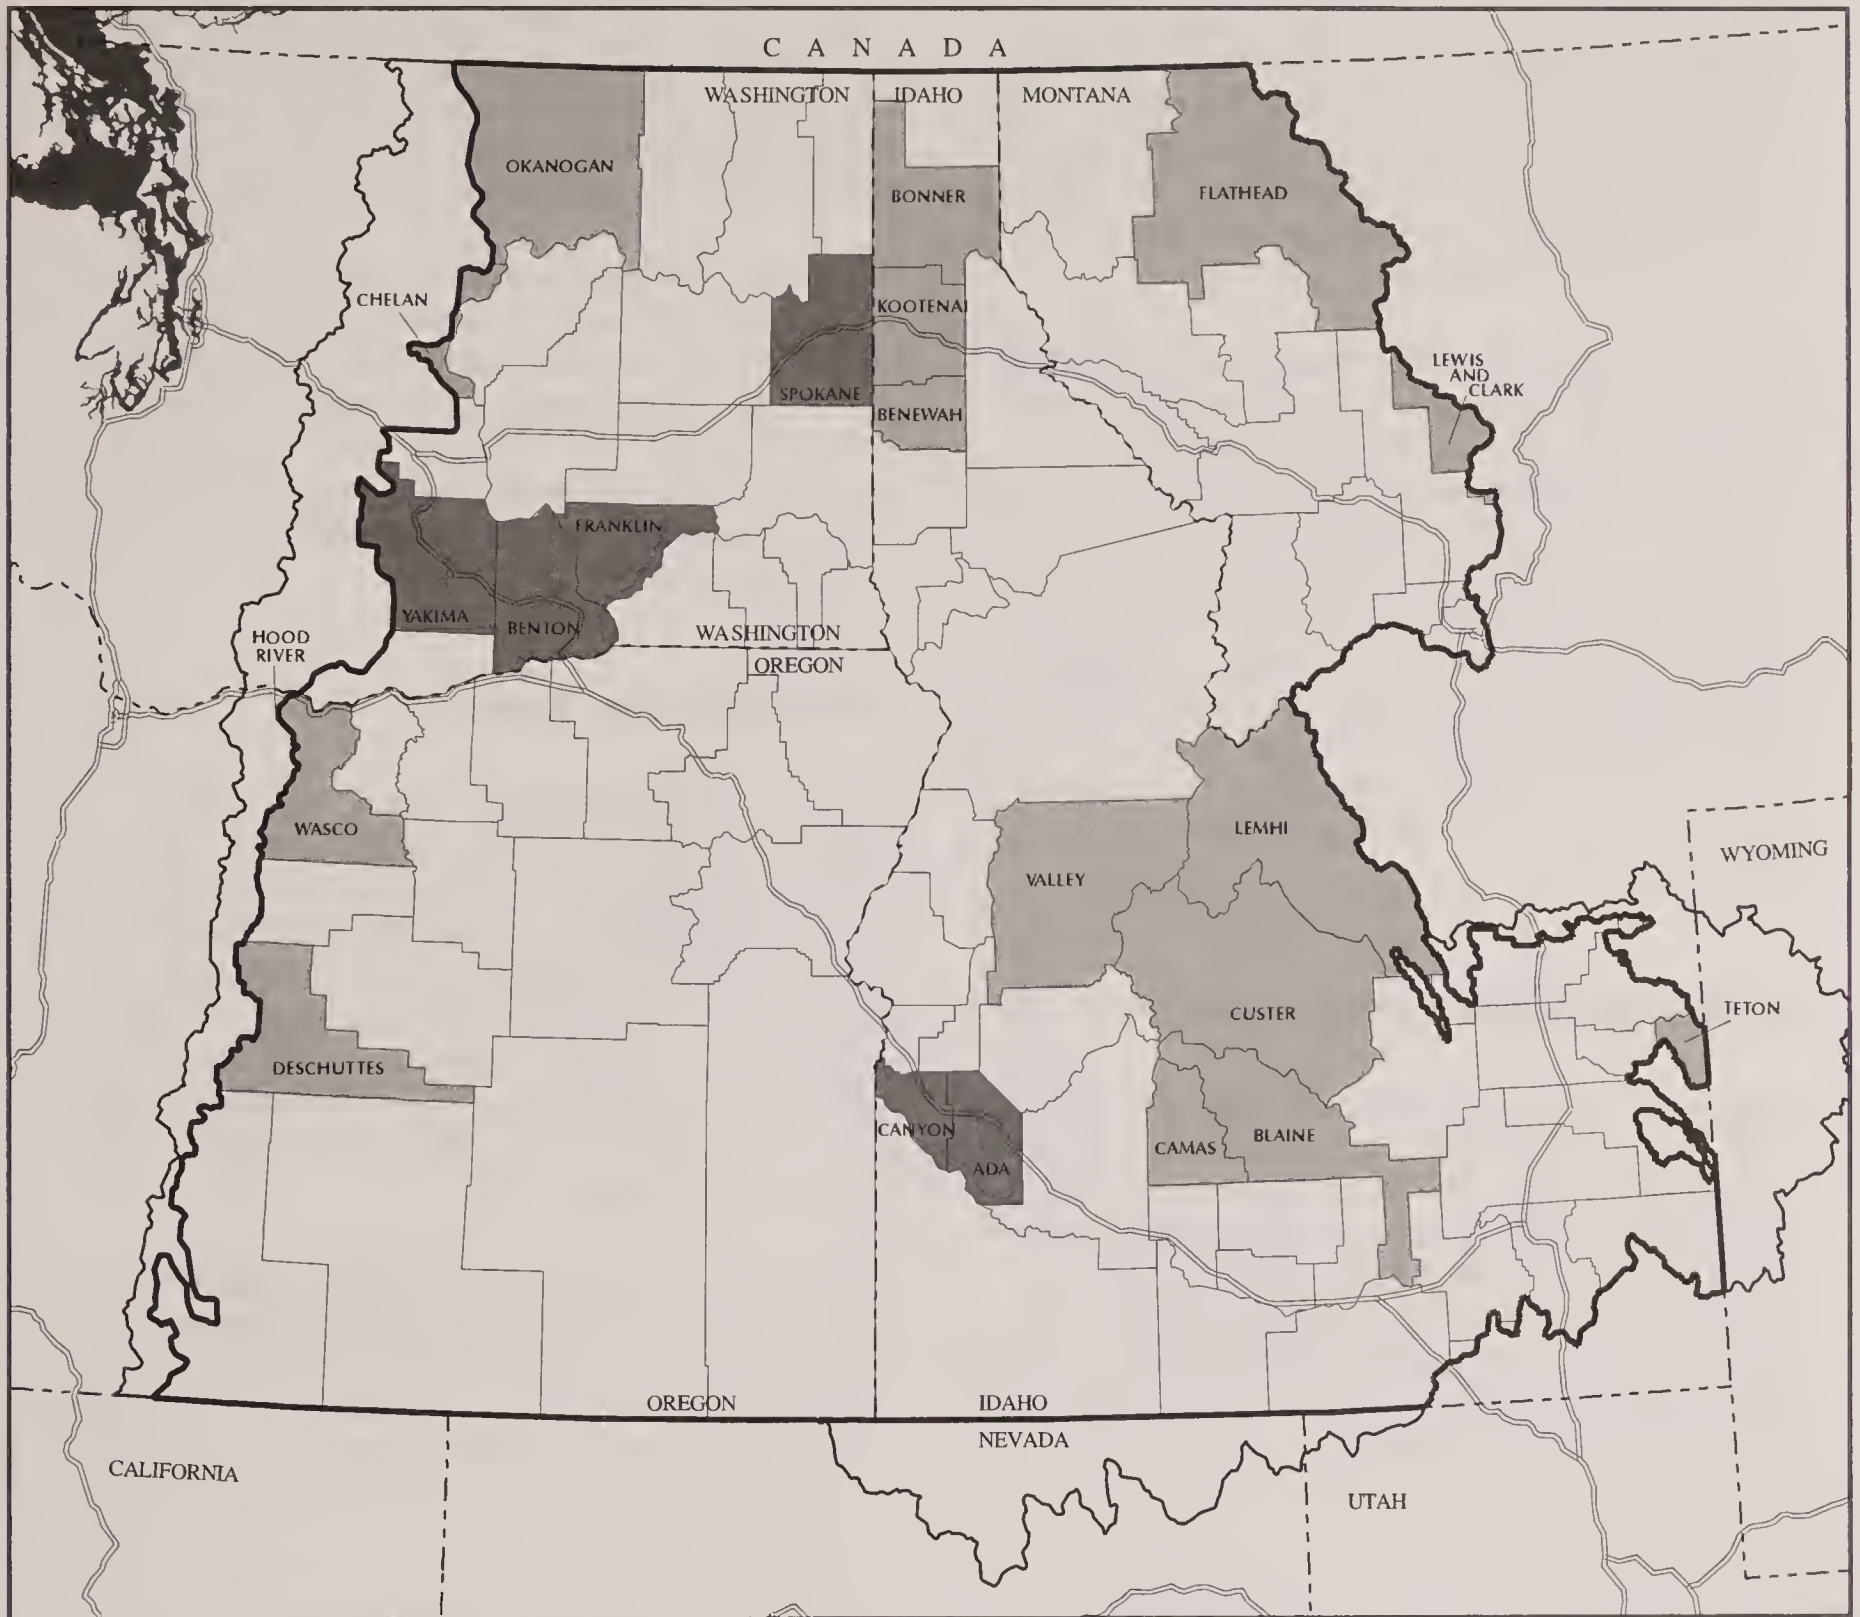 CANADA
WASHINGTON
IDAHO
MONTANA
OKANOGAN
BONNER
FLATHEAD
CHELAN
KOOTENAI
LEWIS
AND
CLARK
SPOKANE
BENEWAH
FRANKLIN
YAKIMA
BENTON
WASHINGTON
HOOD
RIVER
OREGON
WASCO
LEMHI
WYOMING
VALLEY
CUSTER
TETON
DESCHUTTES
CANYON
ADA
CAMAS
BLAINE
OREGON
IDAHO
NEVADA
CALIFORNIA
UTAH